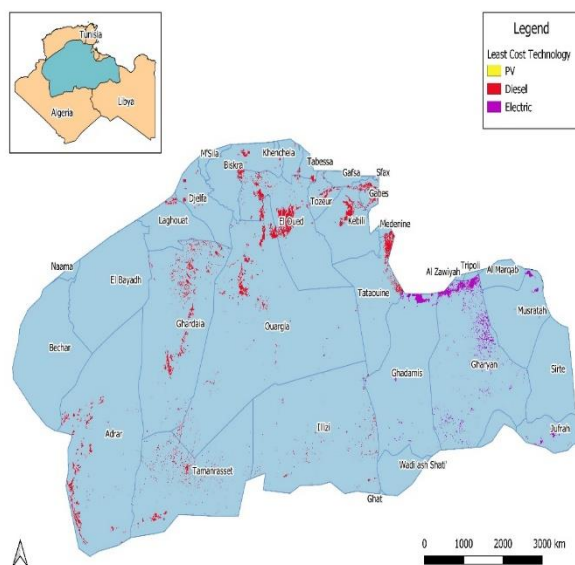 Tunisia
Algeria
Libya
Legend
Least Cost Technology
PV
Diesel
Electric
M'Sila
Khenchela
Biskra
Tabessa
Gafsa
Sfax
Djelfa
Tozeur
Gabes
Laghouat
El Oued
Kebili
Medenine
Naama
El Bayadh
Tataouine
Al Zawiyah
Tripoli
Al Marqab
Musratah
Bechar
Ghardaia
Ouargla
Ghadamis
Gharyan
Sirte
Adrar
Illizi
Jufrah
Tamanrasset
Wadi ash Shati'
Ghat
0 1000 2000 3000 km